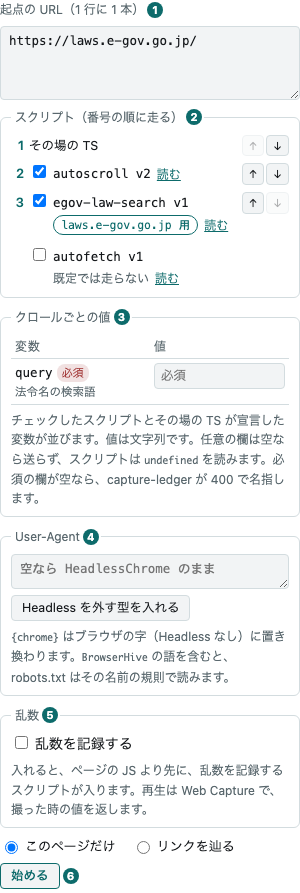 起点の URL（1 行に 1 本） 1
https://laws.e-gov.go.jp/
スクリプト（番号の順に走る） 2
1 その場の TS ↑ ↓
2 autoscroll v2 読む ↑ ↓
3 egov-law-search v1 ↑ ↓
laws.e-gov.go.jp 用 読む
autofetch v1
既定では走らない 読む
クロールごとの値 3
変数 値
query 必須 必須
法令名の検索語
チェックしたスクリプトとその場の TS が宣言した
変数が並びます。値は文字列です。任意の欄は空な
ら送らず、スクリプトは undefined を読みます。必
須の欄が空なら、capture-ledger が 400 で名指し
します。
User-Agent 4
空なら HeadlessChrome のまま
Headless を外す型を入れる
{chrome} はブラウザの字（Headless なし）に置き
換わります。BrowserHive の語を含むと、
robots.txt はその名前の規則で読みます。
乱数 5
乱数を記録する
入れると、ページの JS より先に、乱数を記録する
スクリプトが入ります。再生は Web Capture で、
撮った時の値を返します。
このページだけ リンクを辿る
始める 6